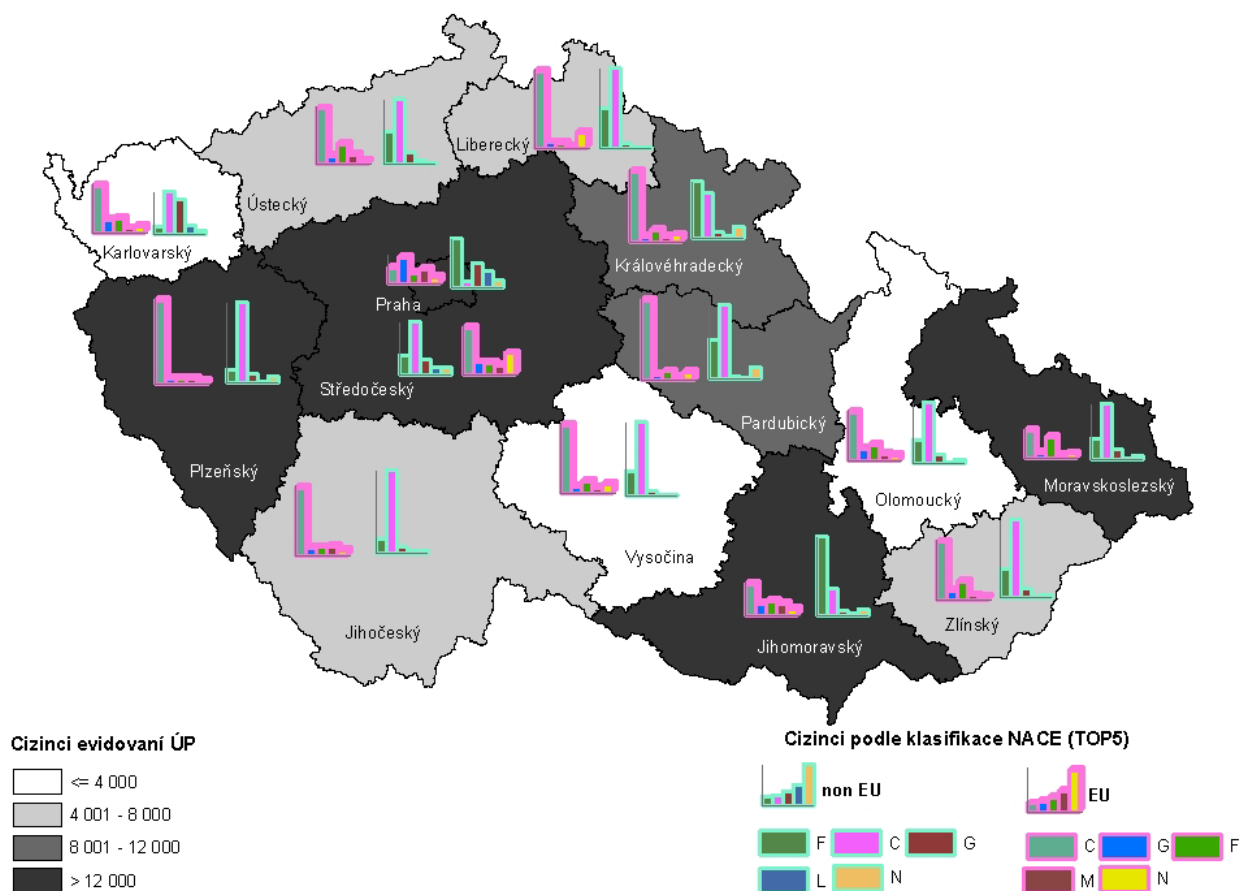 Liberecký
Ústecký
Karlovarský
Královéhradecký
Praha
Středočeský
Pardubický
Plzeňský
Moravskoslezský
Olomoucký
Vysočina
Zlínský
Jihočeský
Jihomoravský
Cizinci evidovaní ÚP
<= 4 000
4 001 - 8 000
8 001 - 12 000
> 12 000
Cizinci podle klasifikace NACE (TOP5)
non EU
F C G
L N
EU
C G F
M N